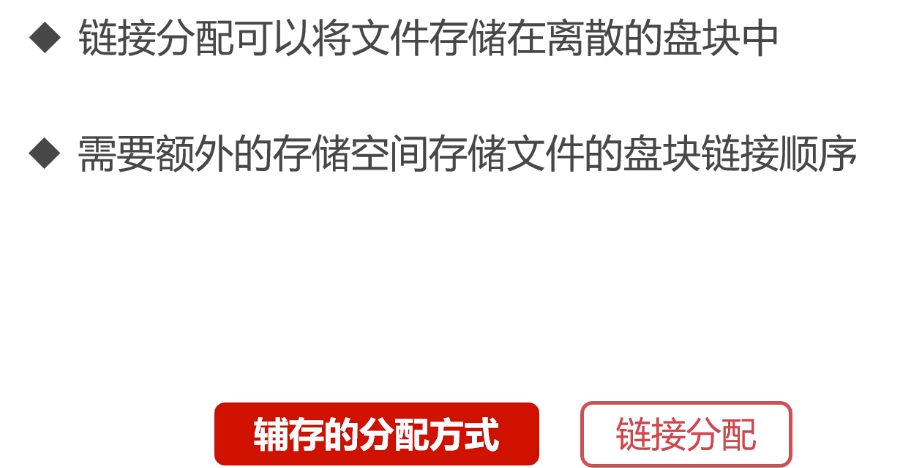 ◆ 链接分配可以将文件存储在离散的盘块中
◆ 需要额外的存储空间存储文件的盘块链接顺序
辅存的分配方式 链接分配